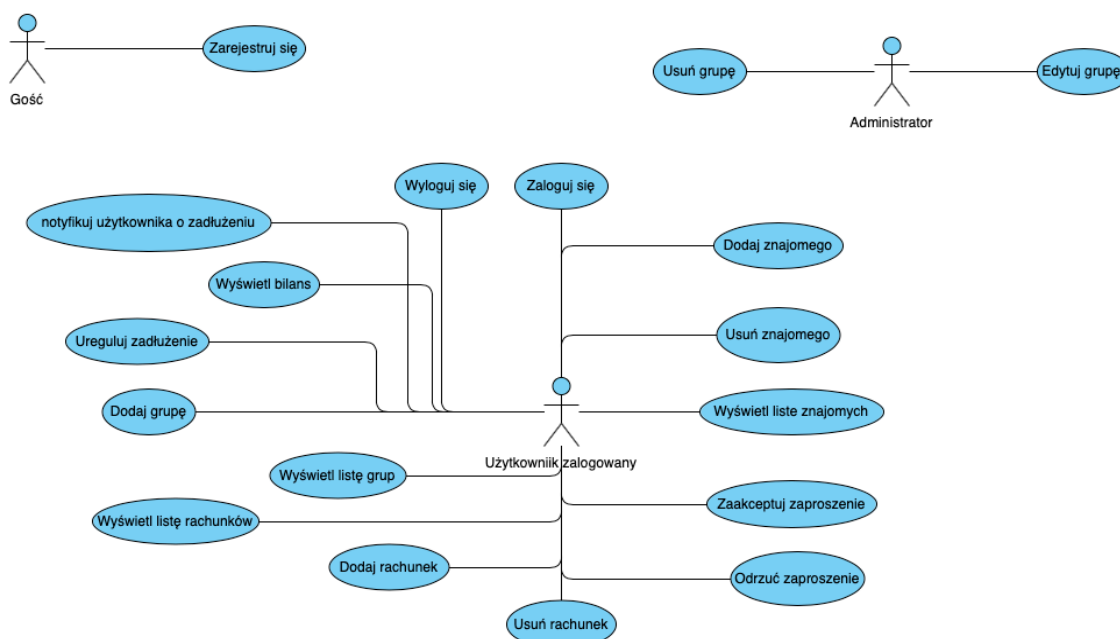 Zarejestruj się
Gość
Usuń grupę
Edytuj grupę
Administrator
Wyloguj się
Zaloguj się
notyfikuj użytkownika o zadłużeniu
Dodaj znajomego
Wyświetl bilans
Ureguluj zadłużenie
Usuń znajomego
Dodaj grupę
Wyświetl liste znajomych
Użytkowniik zalogowany
Wyświetl listę grup
Zaakceptuj zaproszenie
Wyświetl listę rachunków
Dodaj rachunek
Odrzuć zaproszenie
Usuń rachunek